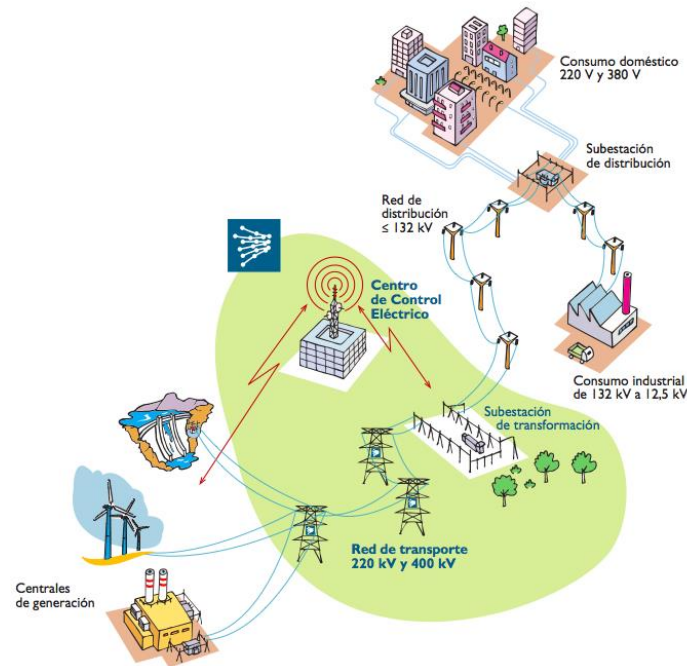 Consumo doméstico
220 V y 380 V
Subestación
de distribución
Red de
distribución
≤ 132 kV
Centro
de Control
Eléctrico
Consumo industrial
de 132 kV a 12,5 kV
Subestación
de transformación
Red de transporte
220 kV y 400 kV
Centrales
de generación